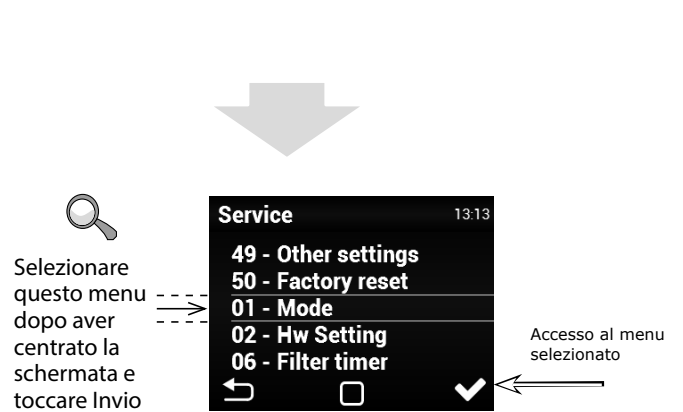 Service 13:13
49 - Other settings
50 - Factory reset
01 - Mode
02 - Hw Setting
06 - Filter timer
Selezionare
questo menu
dopo aver
centrato la
schermata e
toccare Invio
Accesso al menu
selezionato